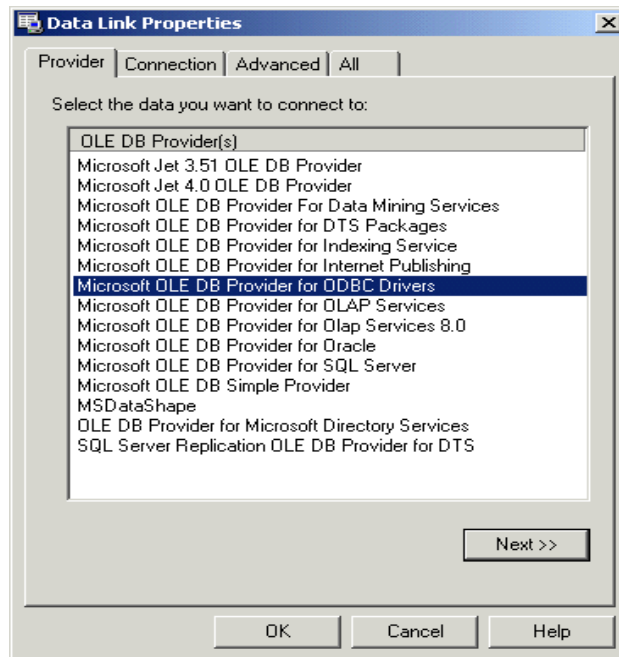 Data Link Properties
Provider Connection Advanced All
Select the data you want to connect to:
OLE DB Provider(s)
Microsoft Jet 3.51 OLE DB Provider
Microsoft Jet 4.0 OLE DB Provider
Microsoft OLE DB Provider For Data Mining Services
Microsoft OLE DB Provider for DTS Packages
Microsoft OLE DB Provider for Indexing Service
Microsoft OLE DB Provider for Internet Publishing
Microsoft OLE DB Provider for ODBC Drivers
Microsoft OLE DB Provider for OLAP Services
Microsoft OLE DB Provider for Olap Services 8.0
Microsoft OLE DB Provider for Oracle
Microsoft OLE DB Provider for SQL Server
Microsoft OLE DB Simple Provider
MSDataShape
OLE DB Provider for Microsoft Directory Services
SQL Server Replication OLE DB Provider for DTS
Next >>
OK Cancel Help